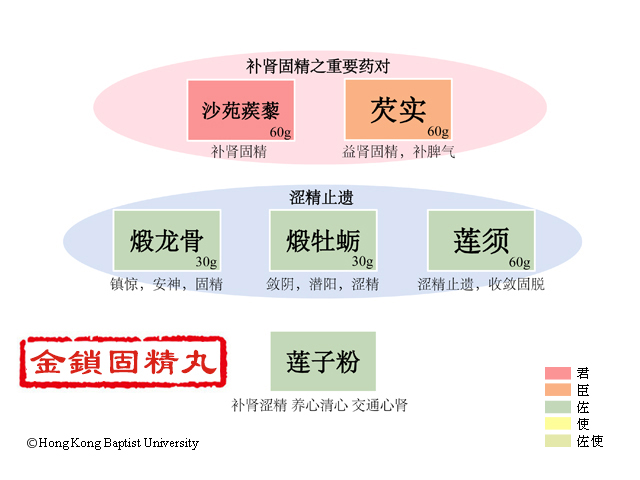 补肾固精之重要药对
沙苑蒺藜
60g
补肾固精
芡实
60g
益肾固精，补脾气
涩精止遗
煅龙骨
30g
镇惊，安神，固精
煅牡蛎
30g
敛阴，潜阳，涩精
莲须
60g
涩精止遗，收敛固脱
金鎖固精丸
莲子粉
补肾涩精 养心清心 交通心肾
君
臣
佐
使
佐使
©Hong Kong Baptist University